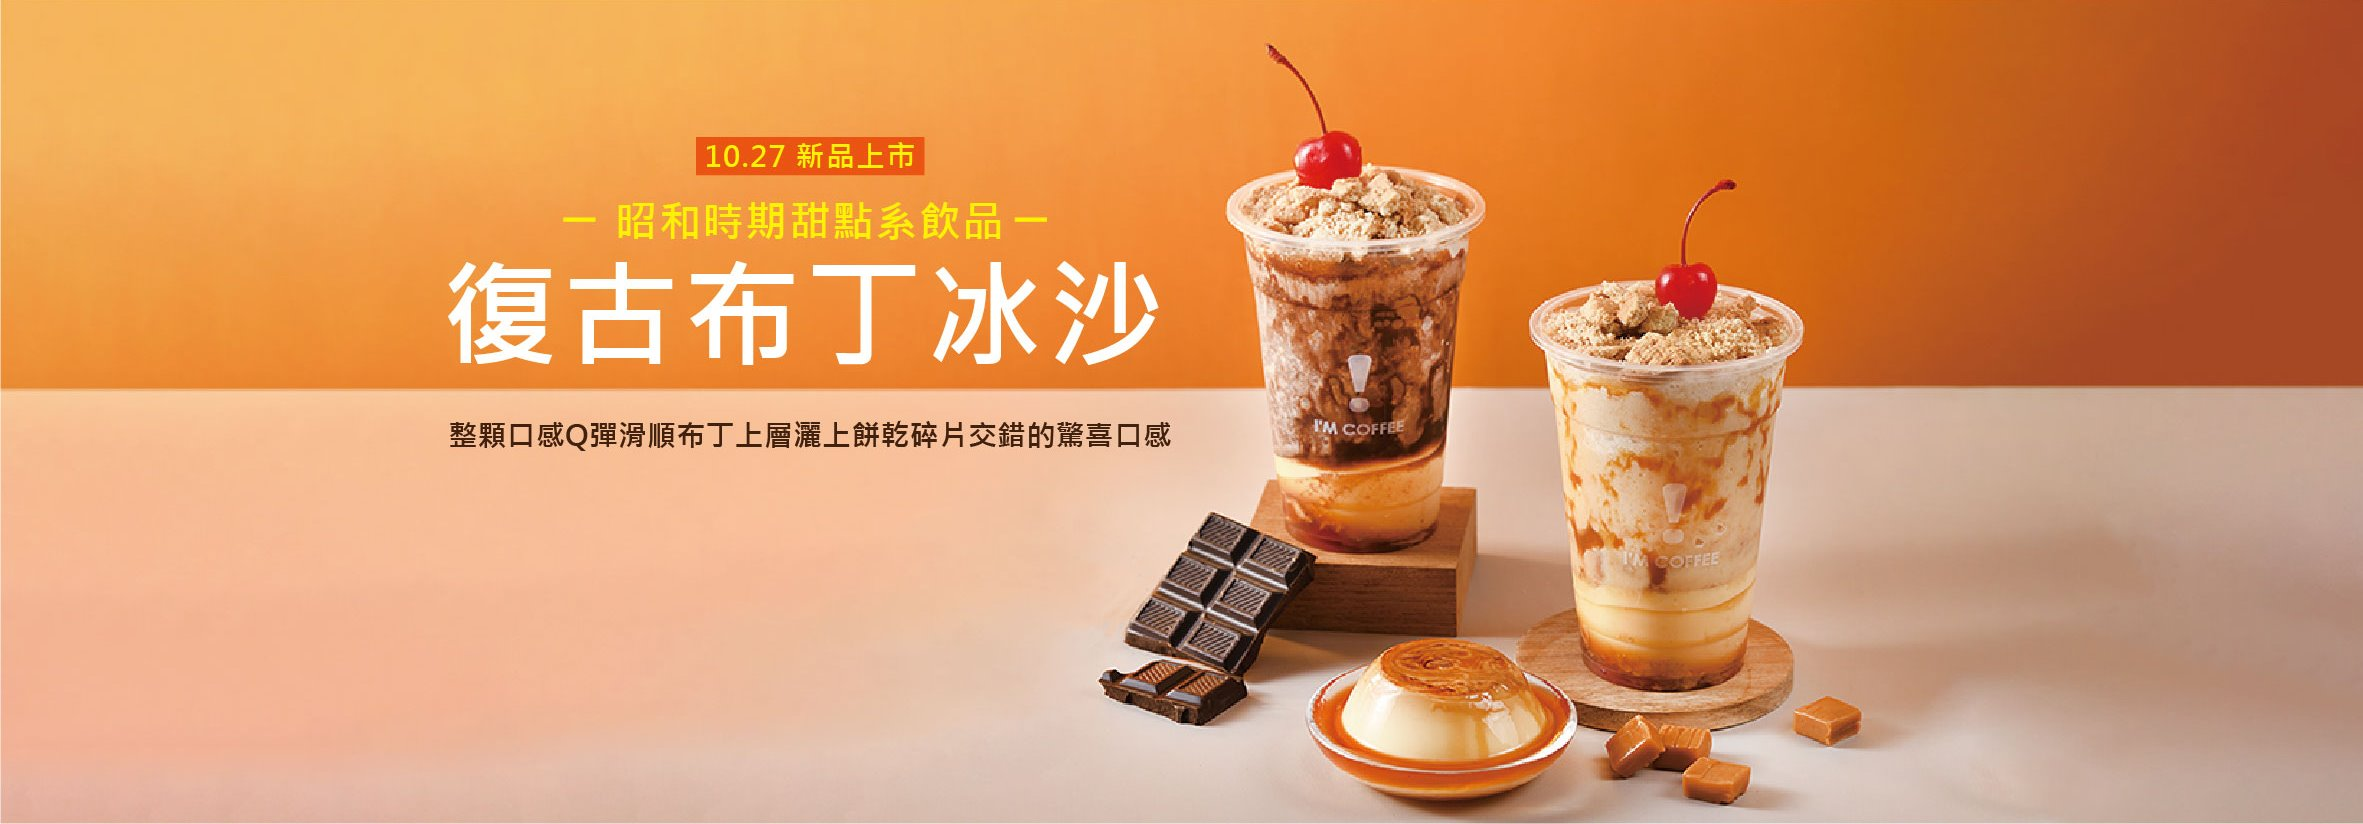 10.27 新品上市
一 昭和時期甜點系飲品 一
復古布丁冰沙
整顆口感Q彈滑順布丁上層灑上餅乾碎片交錯的驚喜口感
I'M COFFEE
I'M COFFEE